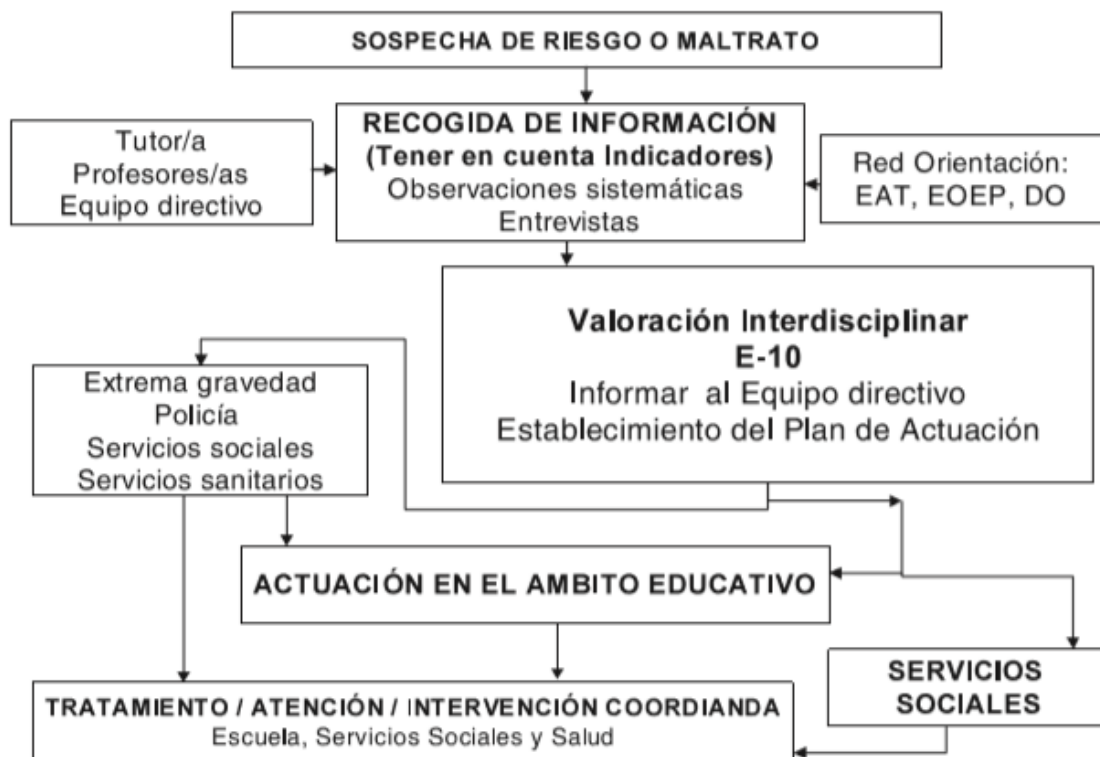 SOSPECHA DE RIESGO O MALTRATO
Tutor/a
Profesores/as
Equipo directivo
RECOGIDA DE INFORMACIÓN
(Tener en cuenta Indicadores)
Observaciones sistemáticas
Entrevistas
Red Orientación:
EAT, EOEP, DO
Valoración Interdisciplinar
E-10
Informar al Equipo directivo
Establecimiento del Plan de Actuación
Extrema gravedad
Policía
Servicios sociales
Servicios sanitarios
ACTUACIÓN EN EL AMBITO EDUCATIVO
SERVICIOS
SOCIALES
TRATAMIENTO / ATENCIÓN / INTERVENCIÓN COORDIANDA
Escuela, Servicios Sociales y Salud